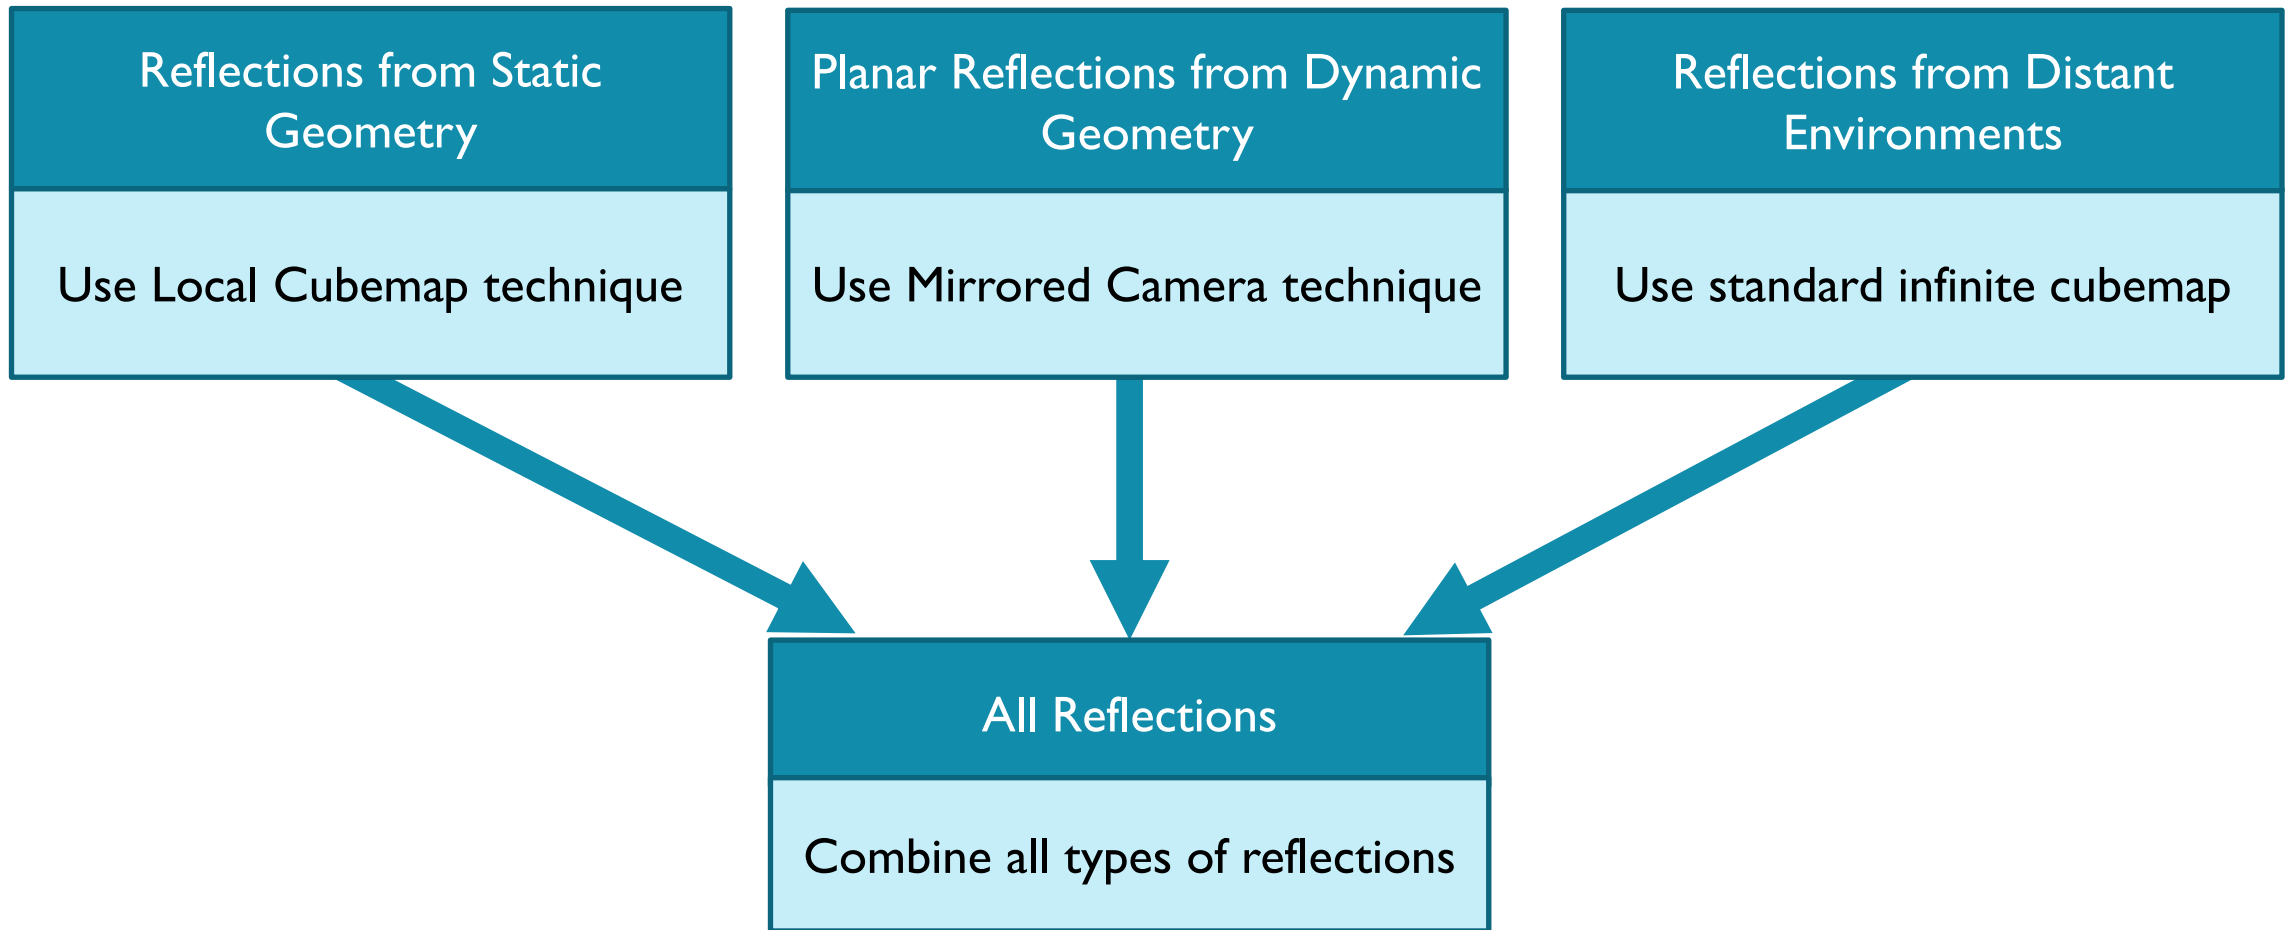 Reflections from Static
Geometry
Use Local Cubemap technique
Planar Reflections from Dynamic
Geometry
Use Mirrored Camera technique
Reflections from Distant
Environments
Use standard infinite cubemap
All Reflections
Combine all types of reflections